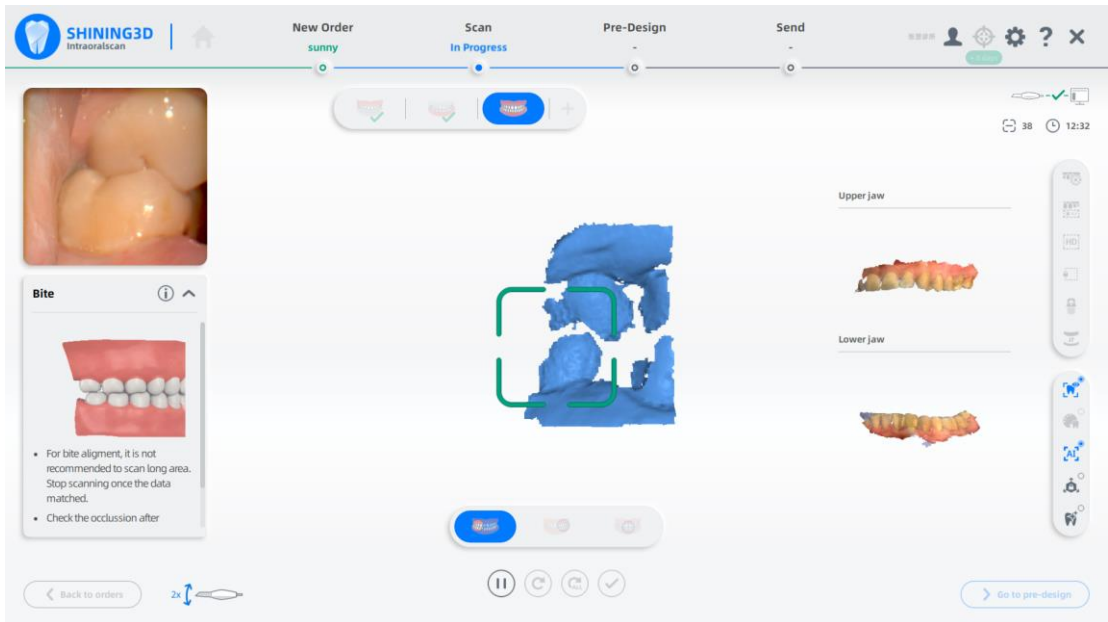 SHINING3D
Intraoralscan
New Order
sunny
Scan
In Progress
Pre-Design
-
Send
-
38
12:32
Upper jaw
Lower jaw
HD
AI
Bite
For bite aligment, it is not
recommended to scan long area.
Stop scanning once the data
matched.
Check the occlussion after
Back to orders
2x
Go to pre-design